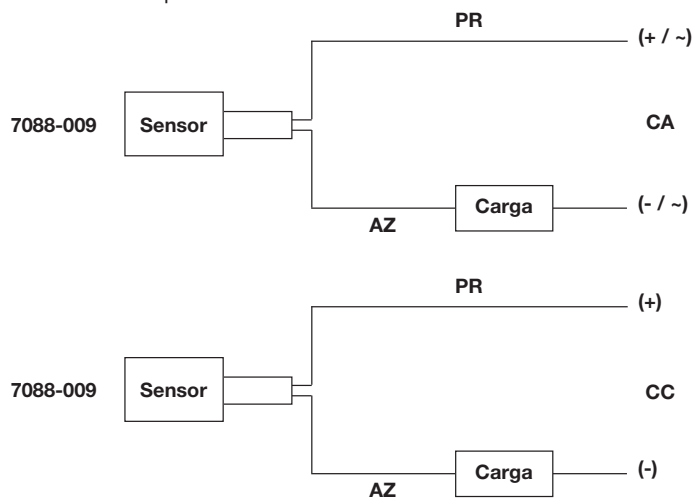 PR
(+ / ~)
7088-009
Sensor
CA
Carga
(- / ~)
AZ
PR
(+)
7088-009
Sensor
CC
Carga
(-)
AZ